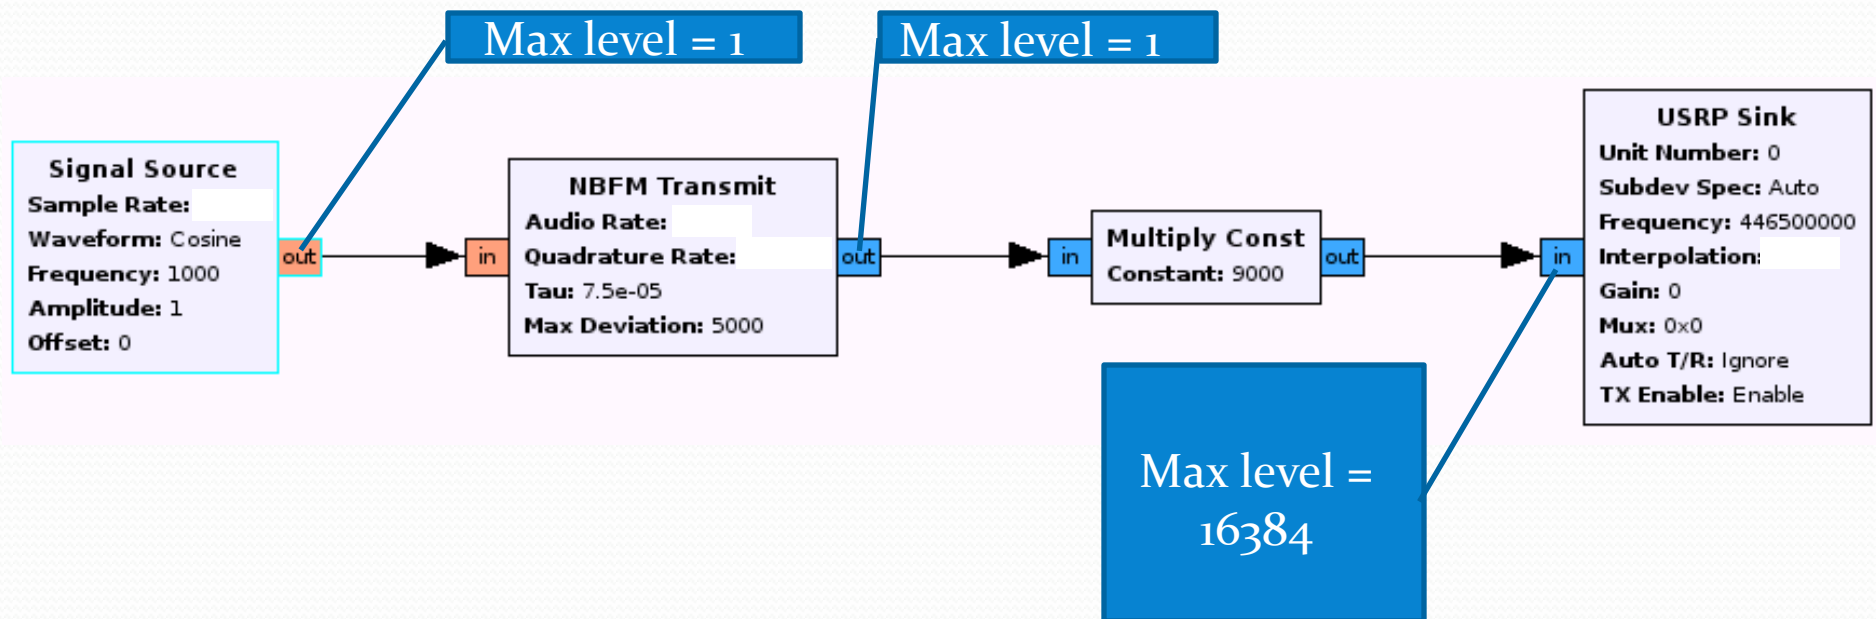 Max level = 1
Max level = 1
Signal Source
Sample Rate:
Waveform: Cosine
Frequency: 1000
Amplitude: 1
Offset: 0
out
in
NBFM Transmit
Audio Rate:
Quadrature Rate:
Tau: 7.5e-05
Max Deviation: 5000
out
in
Multiply Const
Constant: 9000
out
in
USRP Sink
Unit Number: 0
Subdev Spec: Auto
Frequency: 446500000
Interpolation:
Gain: 0
Mux: 0x0
Auto T/R: Ignore
TX Enable: Enable
Max level =
16384